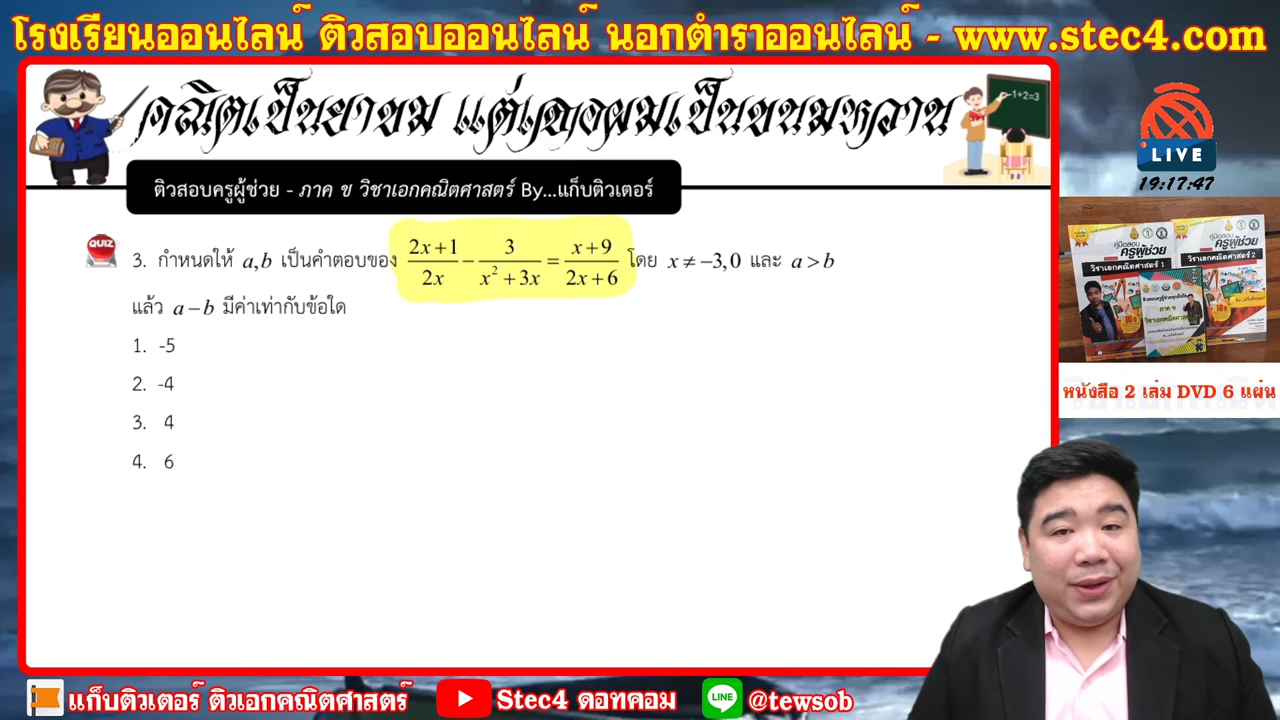 โรงเรียนออนไลน์ ติวสอบออนไลน์ นอกตำราออนไลน์ - www.stec4.com
คณิตเป็นยาขม แต่เธอผมเป็นขนมหวาน
1+2=3
LIVE
19:17:47
ติวสอบครูผู้ช่วย - ภาค ข วิชาเอกคณิตศาสตร์ By...แก็บติวเตอร์
QUIZ
3. กำหนดให้ a,b เป็นคำตอบของ (2x+1)/(2x) − 3/(x²+3x) = (x+9)/(2x+6) โดย x ≠ −3,0 และ a > b
แล้ว a − b มีค่าเท่ากับข้อใด
1. -5
2. -4
3. 4
4. 6
คู่มือสอบ
ครูผู้ช่วย
วิชาเอกคณิตศาสตร์ 1
คู่มือสอบ
ครูผู้ช่วย
วิชาเอกคณิตศาสตร์ 2
ภาค ข
หนังสือ 2 เล่ม DVD 6 แผ่น
แก็บติวเตอร์ ติวเอกคณิตศาสตร์
Stec4 ดอทคอม
LINE
@tewsob